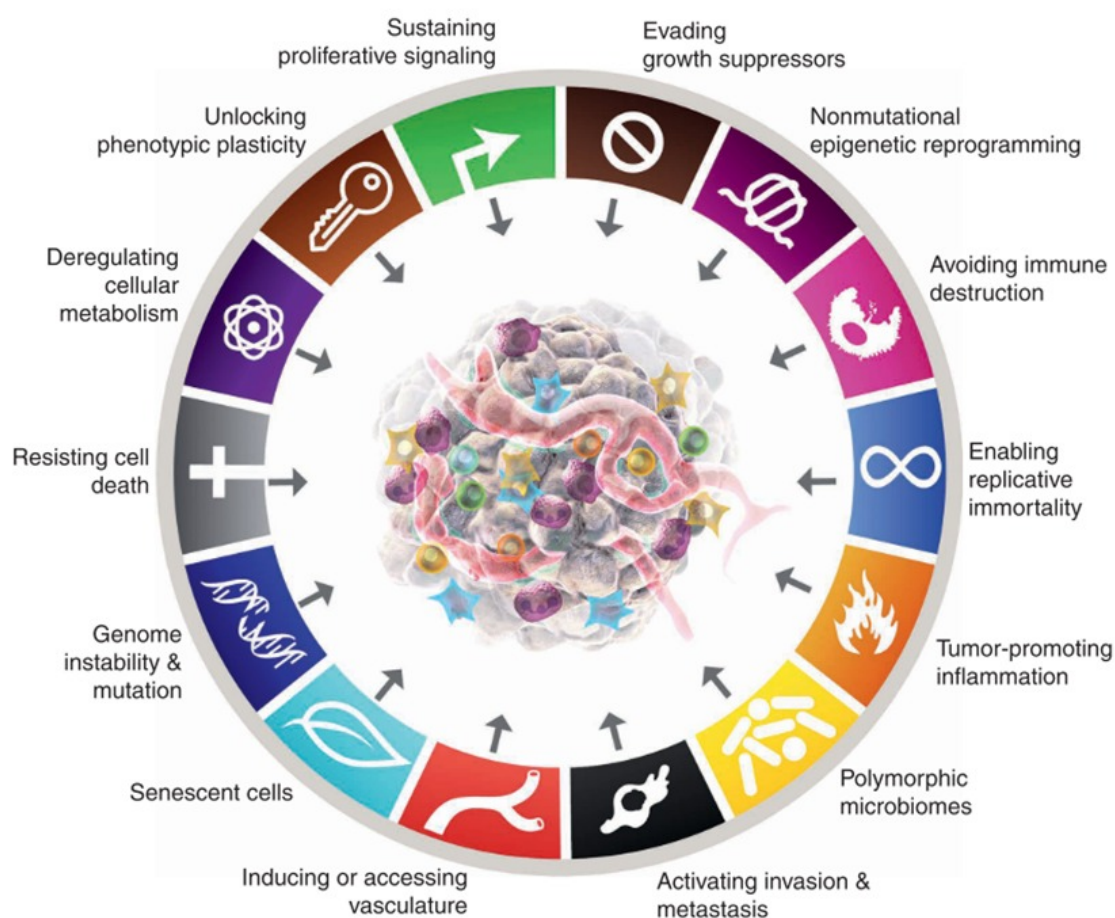 Sustaining
proliferative signaling
Evading
growth suppressors
Nonmutational
epigenetic reprogramming
Avoiding immune
destruction
Enabling
replicative
immortality
Tumor-promoting
inflammation
Polymorphic
microbiomes
Activating invasion &
metastasis
Inducing or accessing
vasculature
Senescent cells
Genome
instability &
mutation
Resisting cell
death
Deregulating
cellular
metabolism
Unlocking
phenotypic plasticity